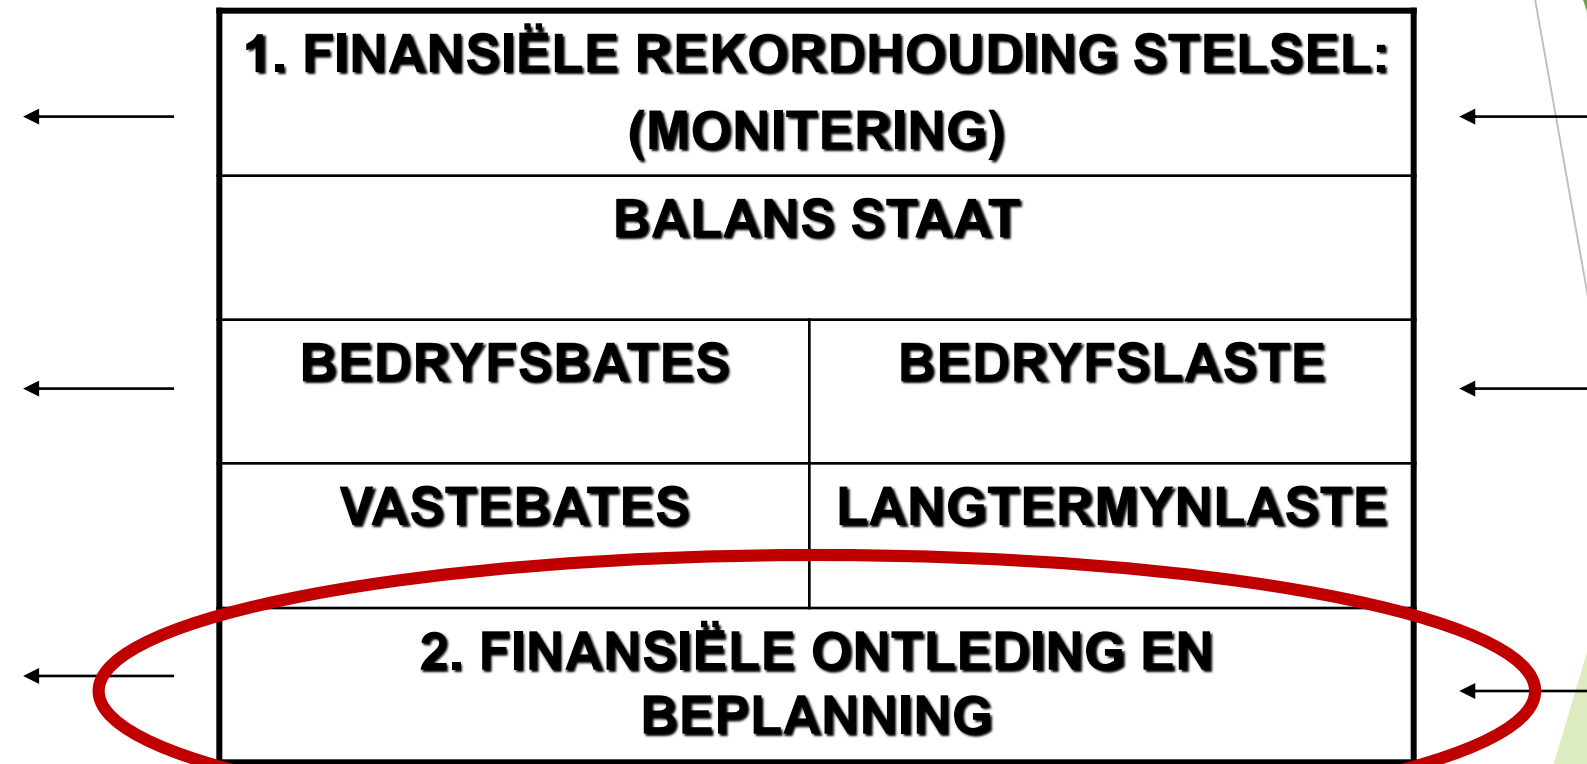 1. FINANSIËLE REKORDHOUDING STELSEL:
(MONITERING)
BALANS STAAT
BEDRYFSBATES
BEDRYFSLASTE
VASTEBATES
LANGTERMYNLASTE
2. FINANSIËLE ONTLEDING EN
BEPLANNING